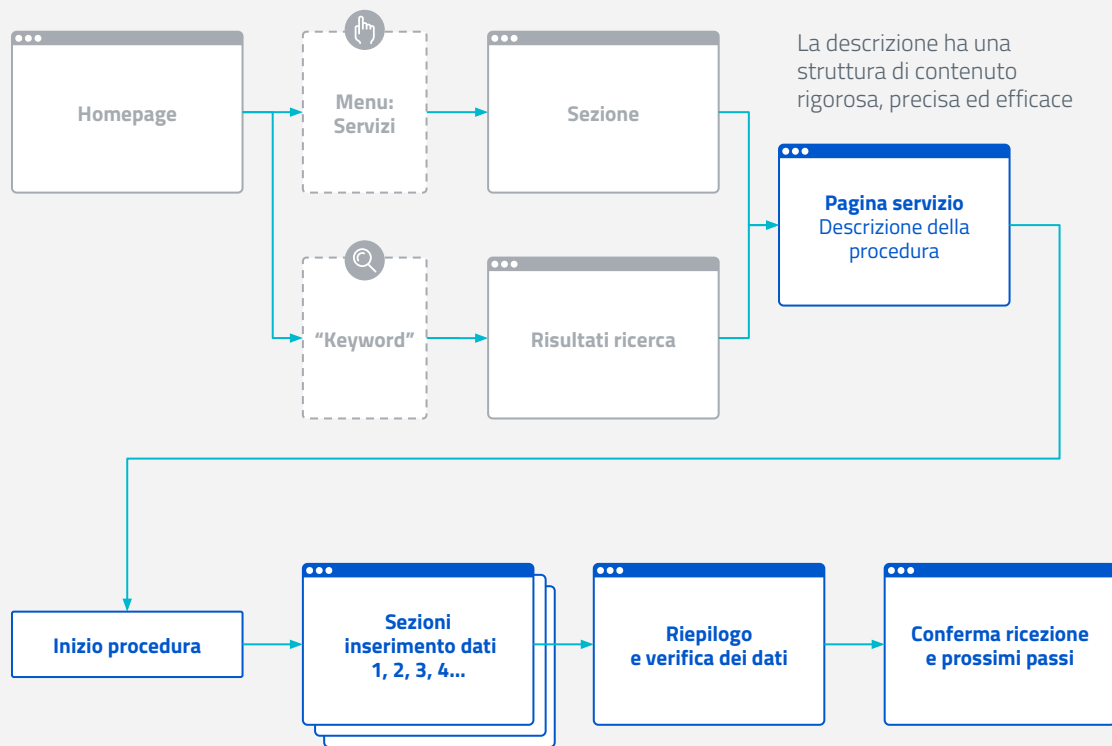 Homepage
Menu:
Servizi
Sezione
La descrizione ha una
struttura di contenuto
rigorosa, precisa ed efficace
Pagina servizio
Descrizione della
procedura
“Keyword”
Risultati ricerca
Inizio procedura
Sezioni
inserimento dati
1, 2, 3, 4...
Riepilogo
e verifica dei dati
Conferma ricezione
e prossimi passi